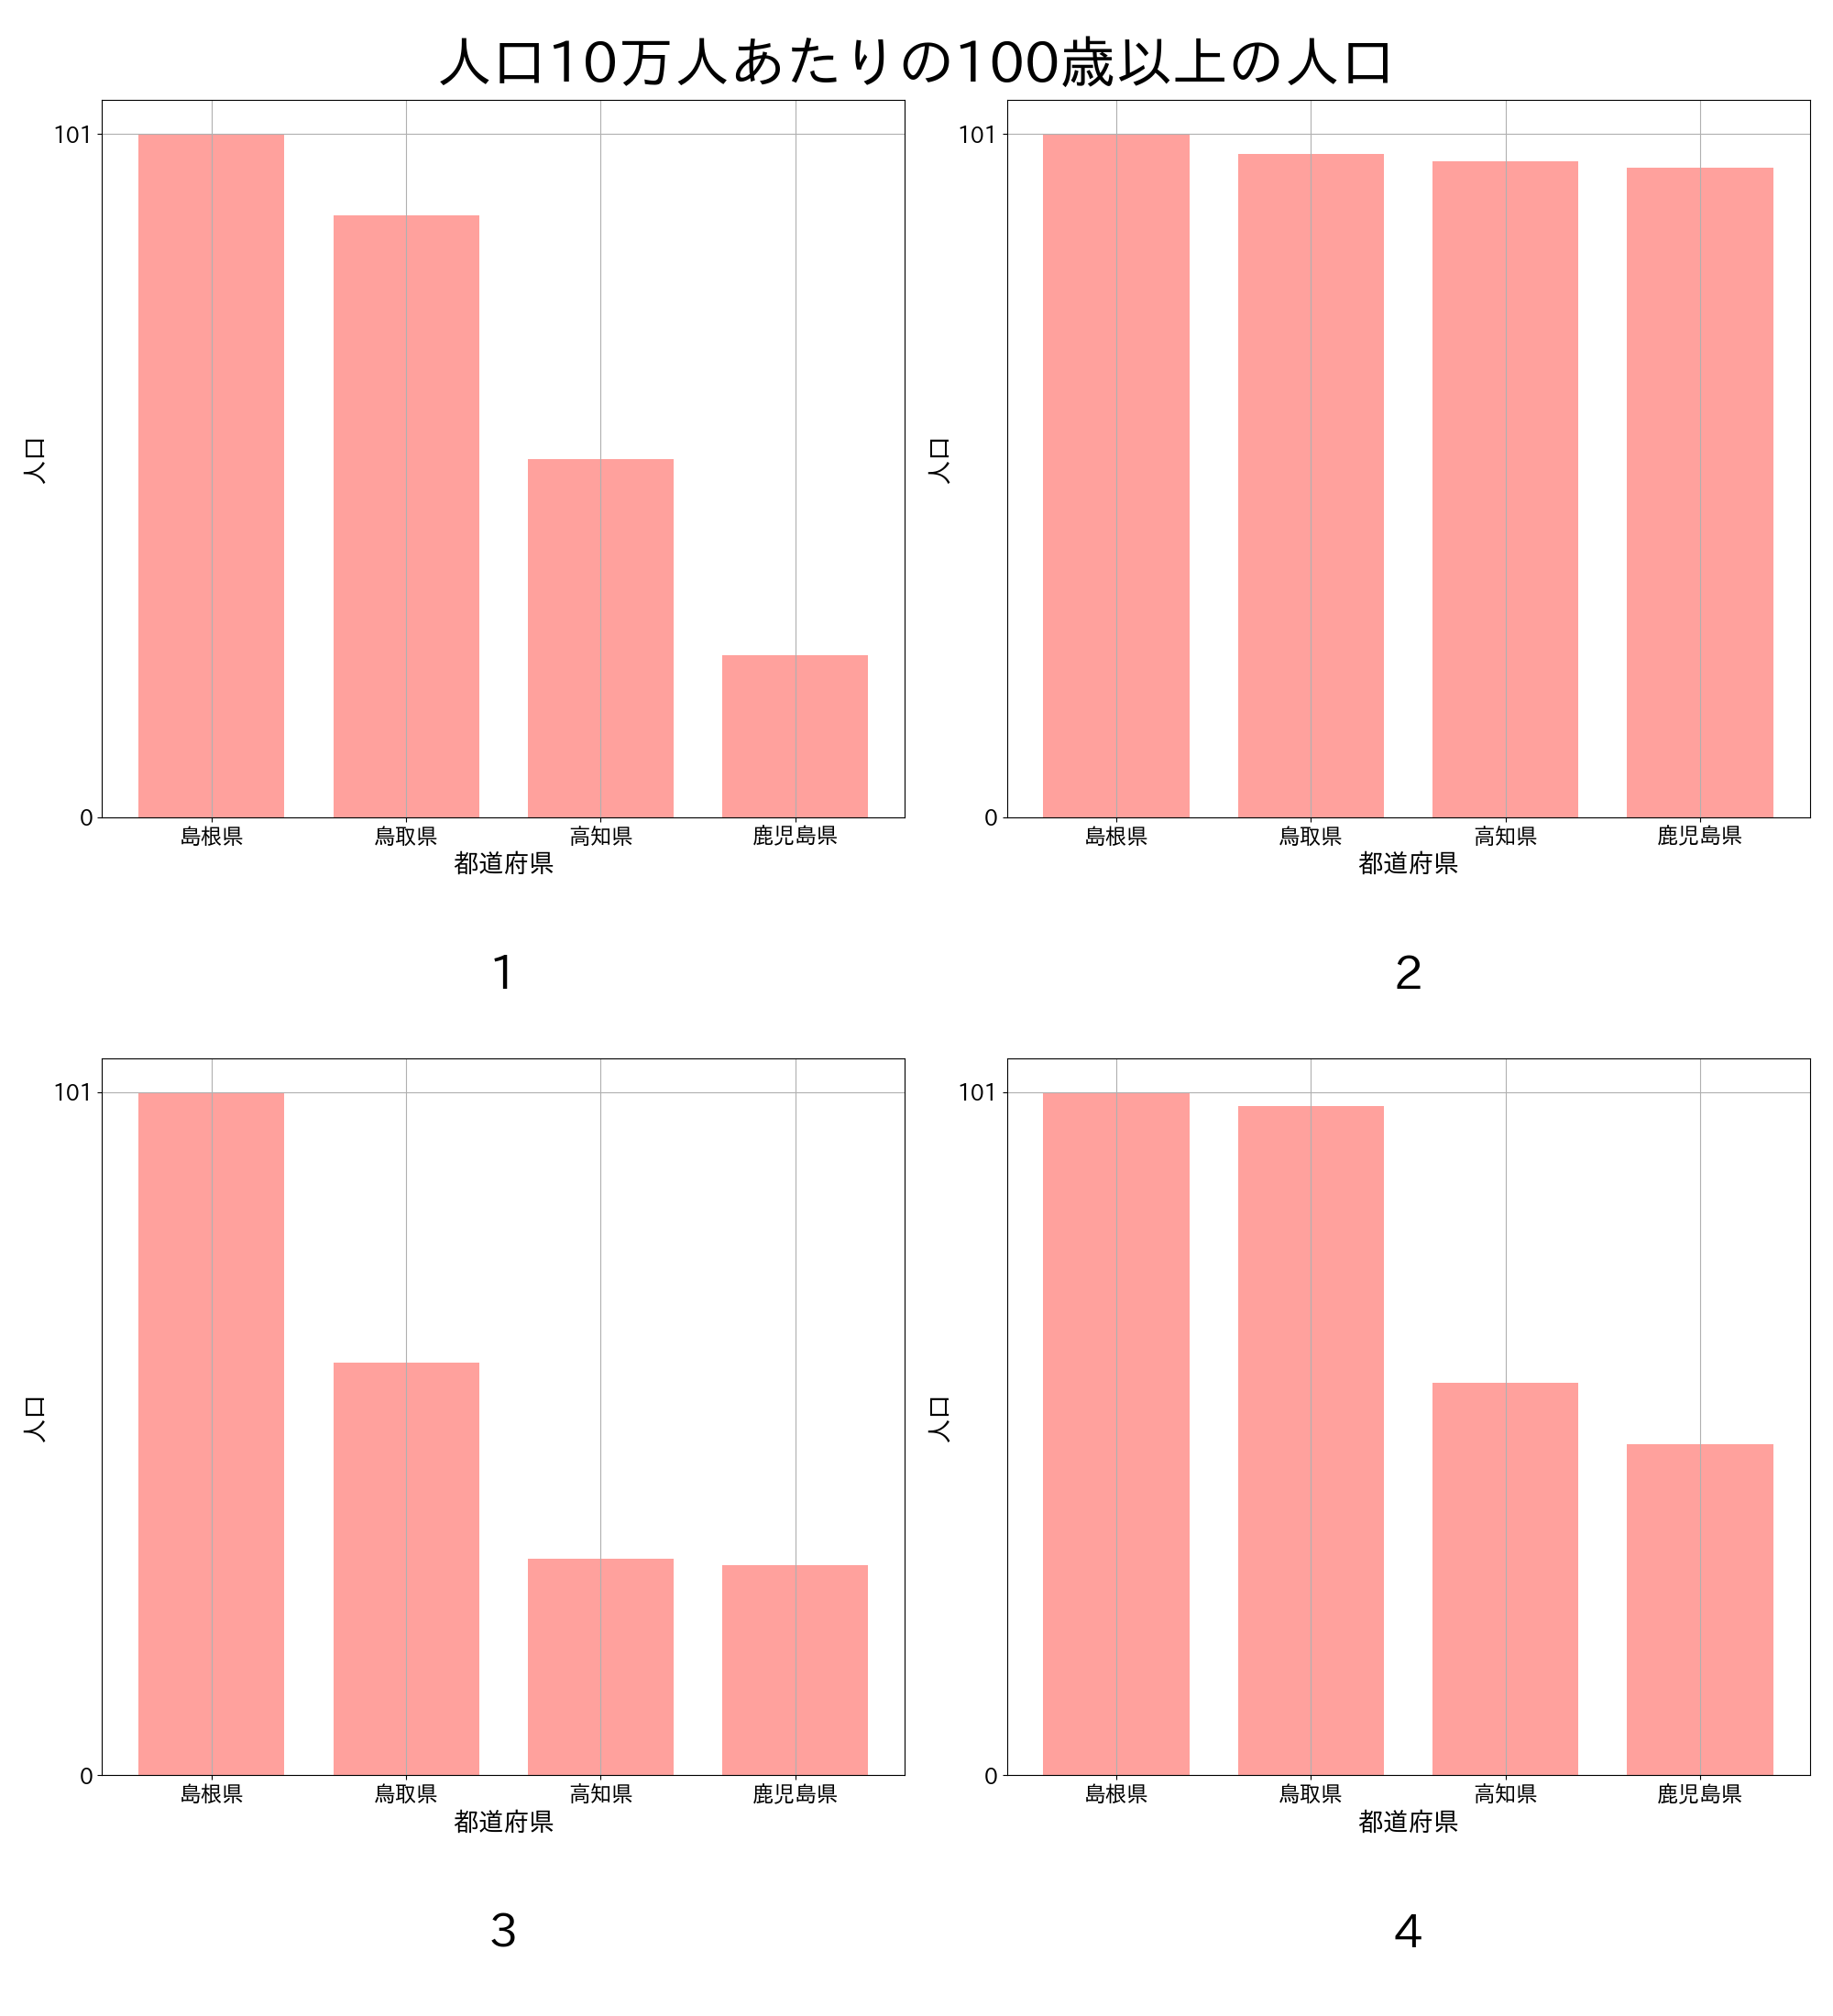 人口10万人あたりの100歳以上の人口
101
0
人口
島根県 鳥取県 高知県 鹿児島県
都道府県
1
101
0
人口
島根県 鳥取県 高知県 鹿児島県
都道府県
2
101
0
人口
島根県 鳥取県 高知県 鹿児島県
都道府県
3
101
0
人口
島根県 鳥取県 高知県 鹿児島県
都道府県
4